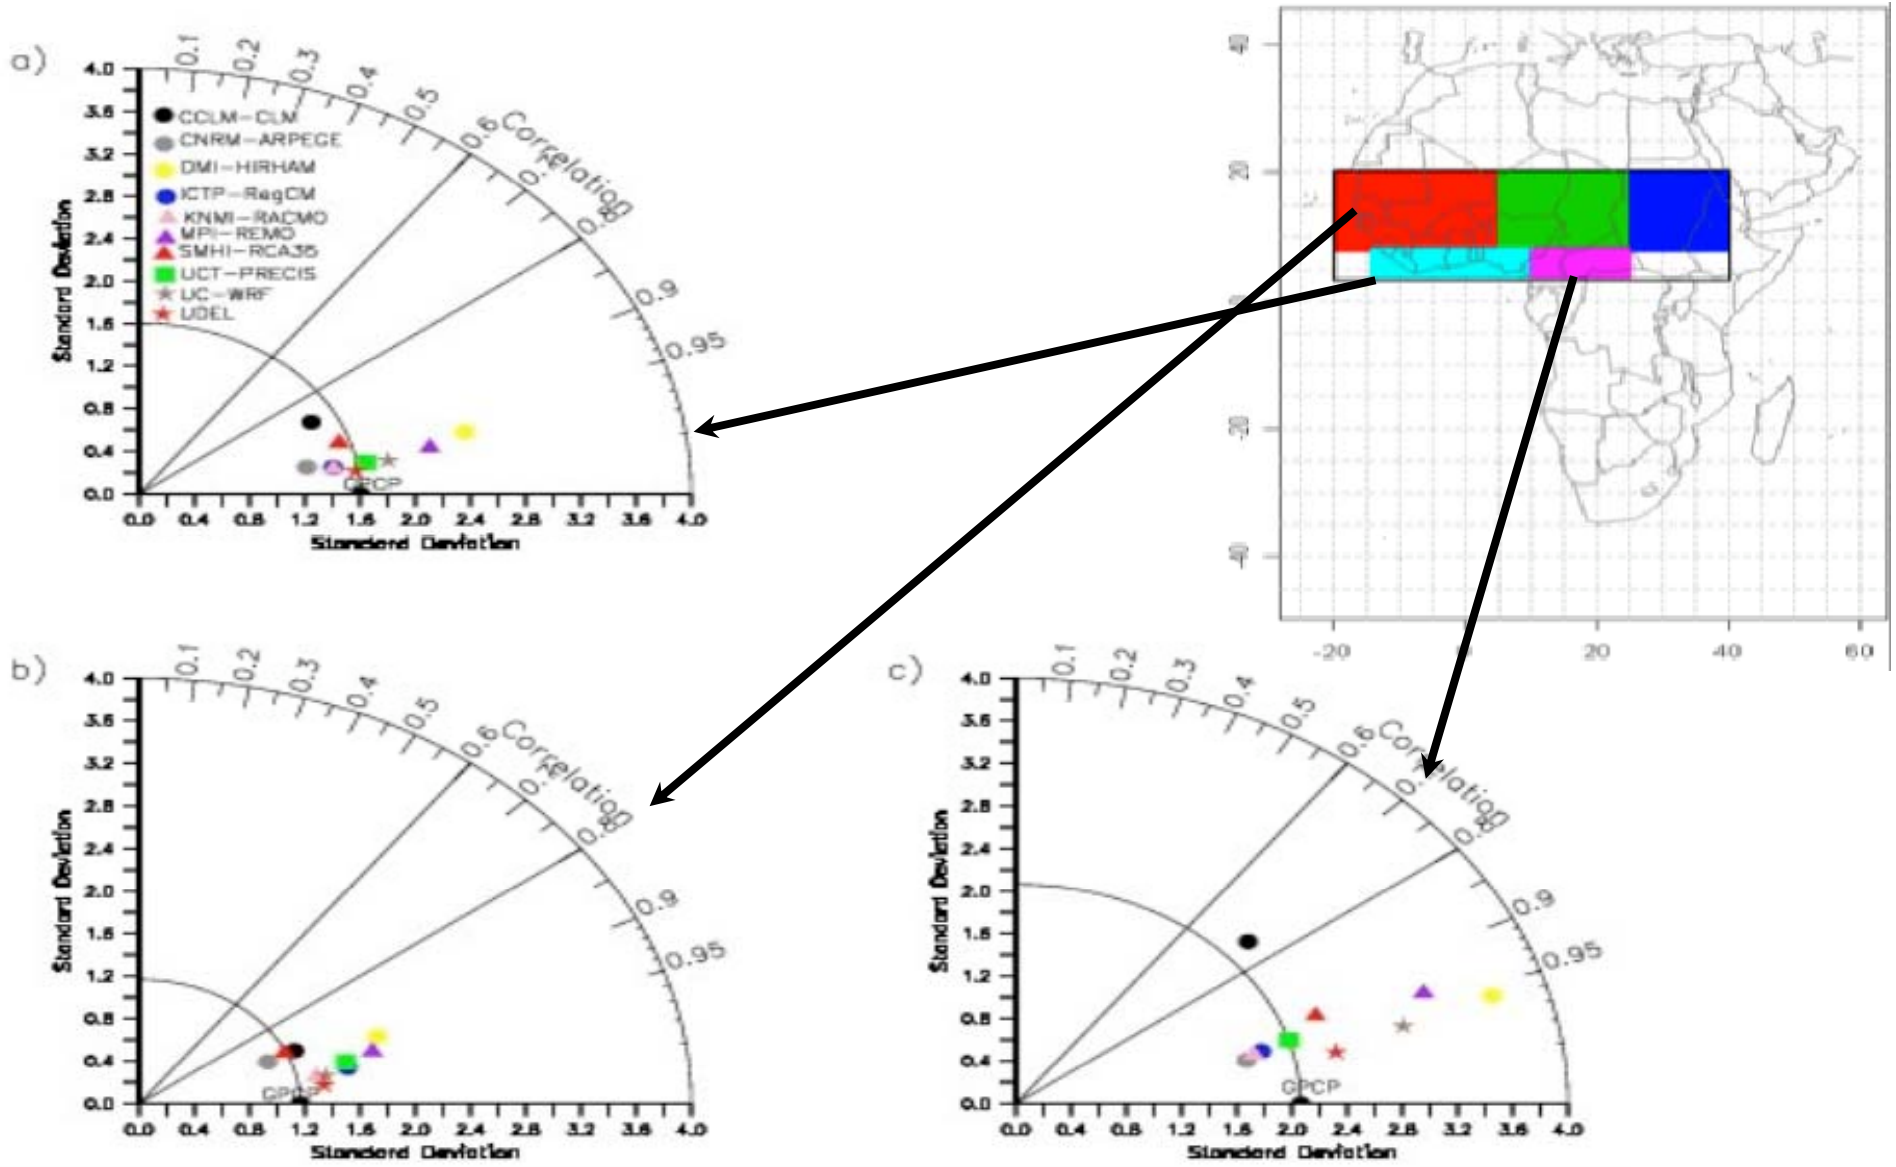 a)
0.1
0.2
0.3
0.4
0.5
0.6
Correlation
0.8
0.9
0.95
4.0
3.6
3.2
2.8
2.4
2.0
1.6
1.2
0.8
0.4
0.0
Standard Deviation
CCLM-CLM
CNRM-ARPEGE
DMI-HIRHAM
ICTP-RegCM
KNMI-RACMO
MPI-REMO
SMHI-RCA35
UCT-PRECIS
UC-WRF
UDEL
GPCP
0.0 0.4 0.8 1.2 1.6 2.0 2.4 2.8 3.2 3.6 4.0
Standard Deviation
40
20
-20
-40
-20 20 40 60
b)
0.1
0.2
0.3
0.4
0.5
0.6
Correlation
0.8
0.9
0.95
4.0
3.6
3.2
2.8
2.4
2.0
1.6
1.2
0.8
0.4
0.0
Standard Deviation
GPCP
0.0 0.4 0.8 1.2 1.6 2.0 2.4 2.8 3.2 3.6 4.0
Standard Deviation
c)
0.1
0.2
0.3
0.4
0.5
0.6
Correlation
0.8
0.9
0.95
4.0
3.6
3.2
2.8
2.4
2.0
1.6
1.2
0.8
0.4
0.0
Standard Deviation
GPCP
0.0 0.4 0.8 1.2 1.6 2.0 2.4 2.8 3.2 3.6 4.0
Standard Deviation